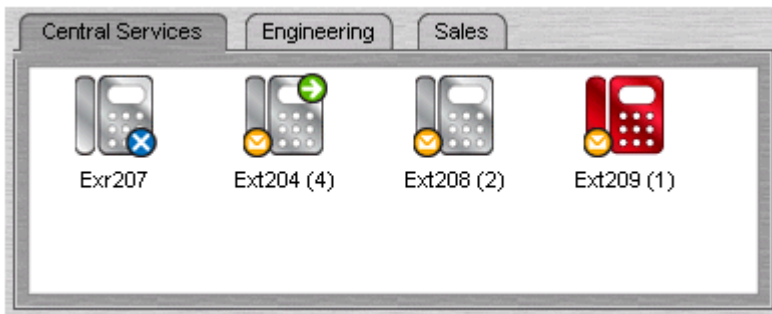 Central Services Engineering Sales
Exr207 Ext204 (4) Ext208 (2) Ext209 (1)